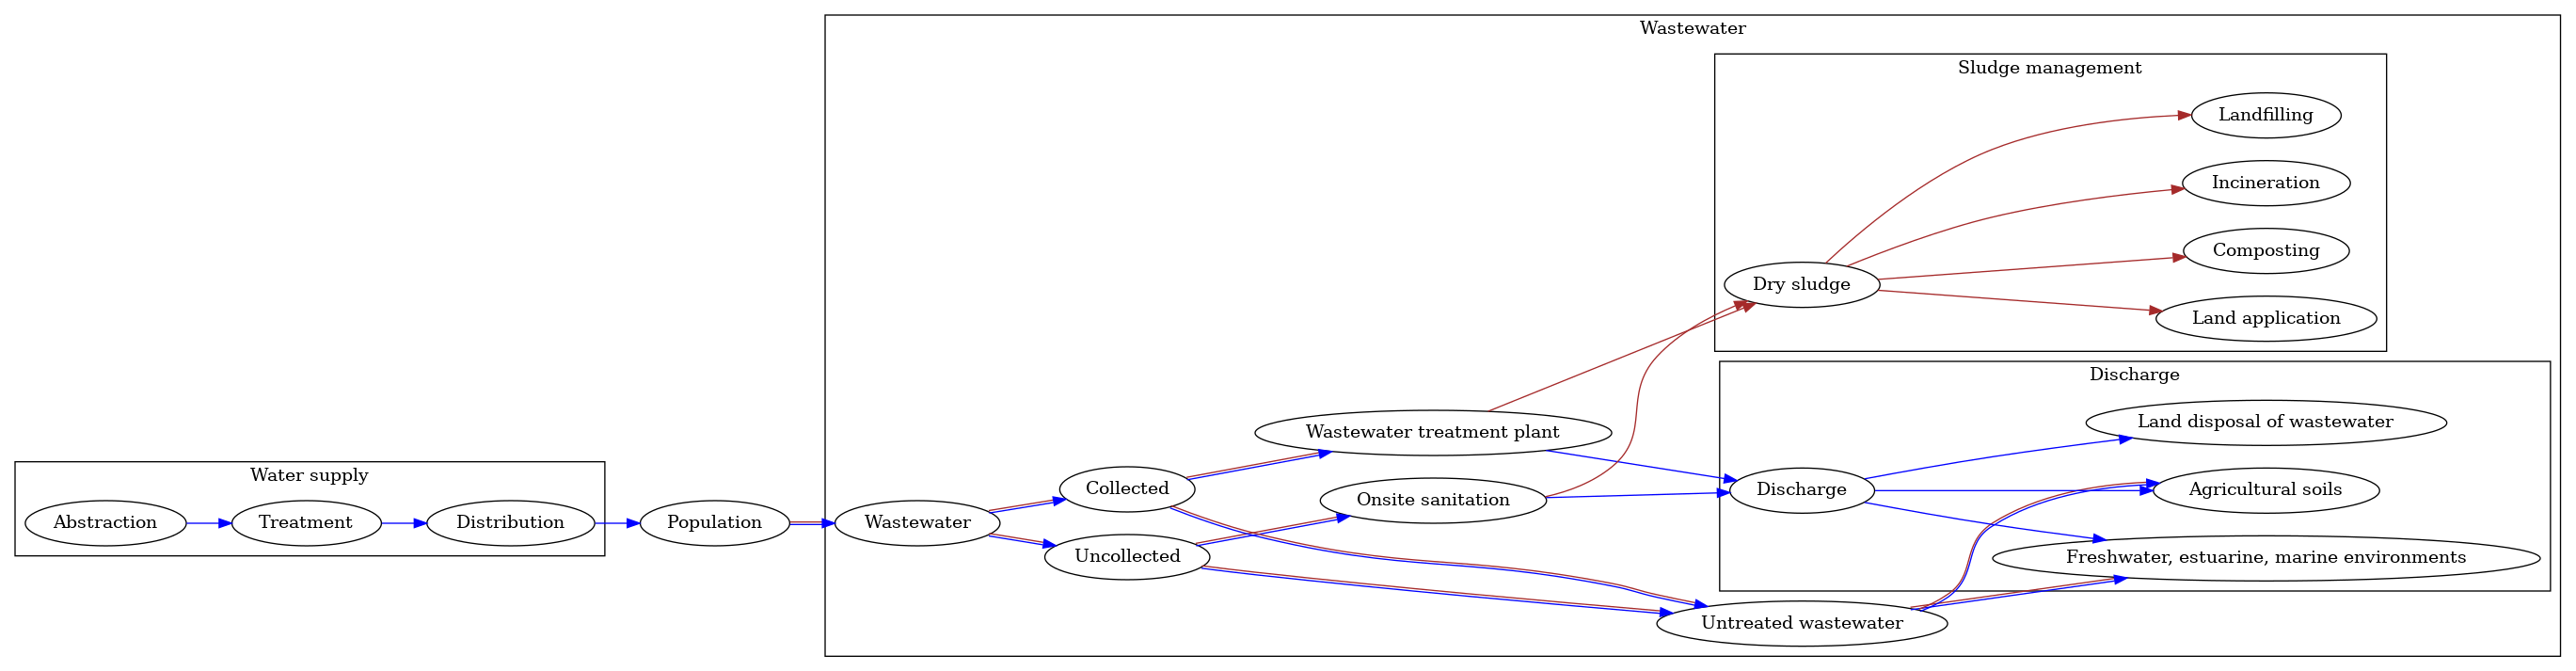 Wastewater
Sludge management
Landfilling
Incineration
Composting
Dry sludge
Land application
Discharge
Land disposal of wastewater
Wastewater treatment plant
Water supply
Collected
Discharge
Agricultural soils
Onsite sanitation
Abstraction
Treatment
Distribution
Population
Wastewater
Uncollected
Freshwater, estuarine, marine environments
Untreated wastewater